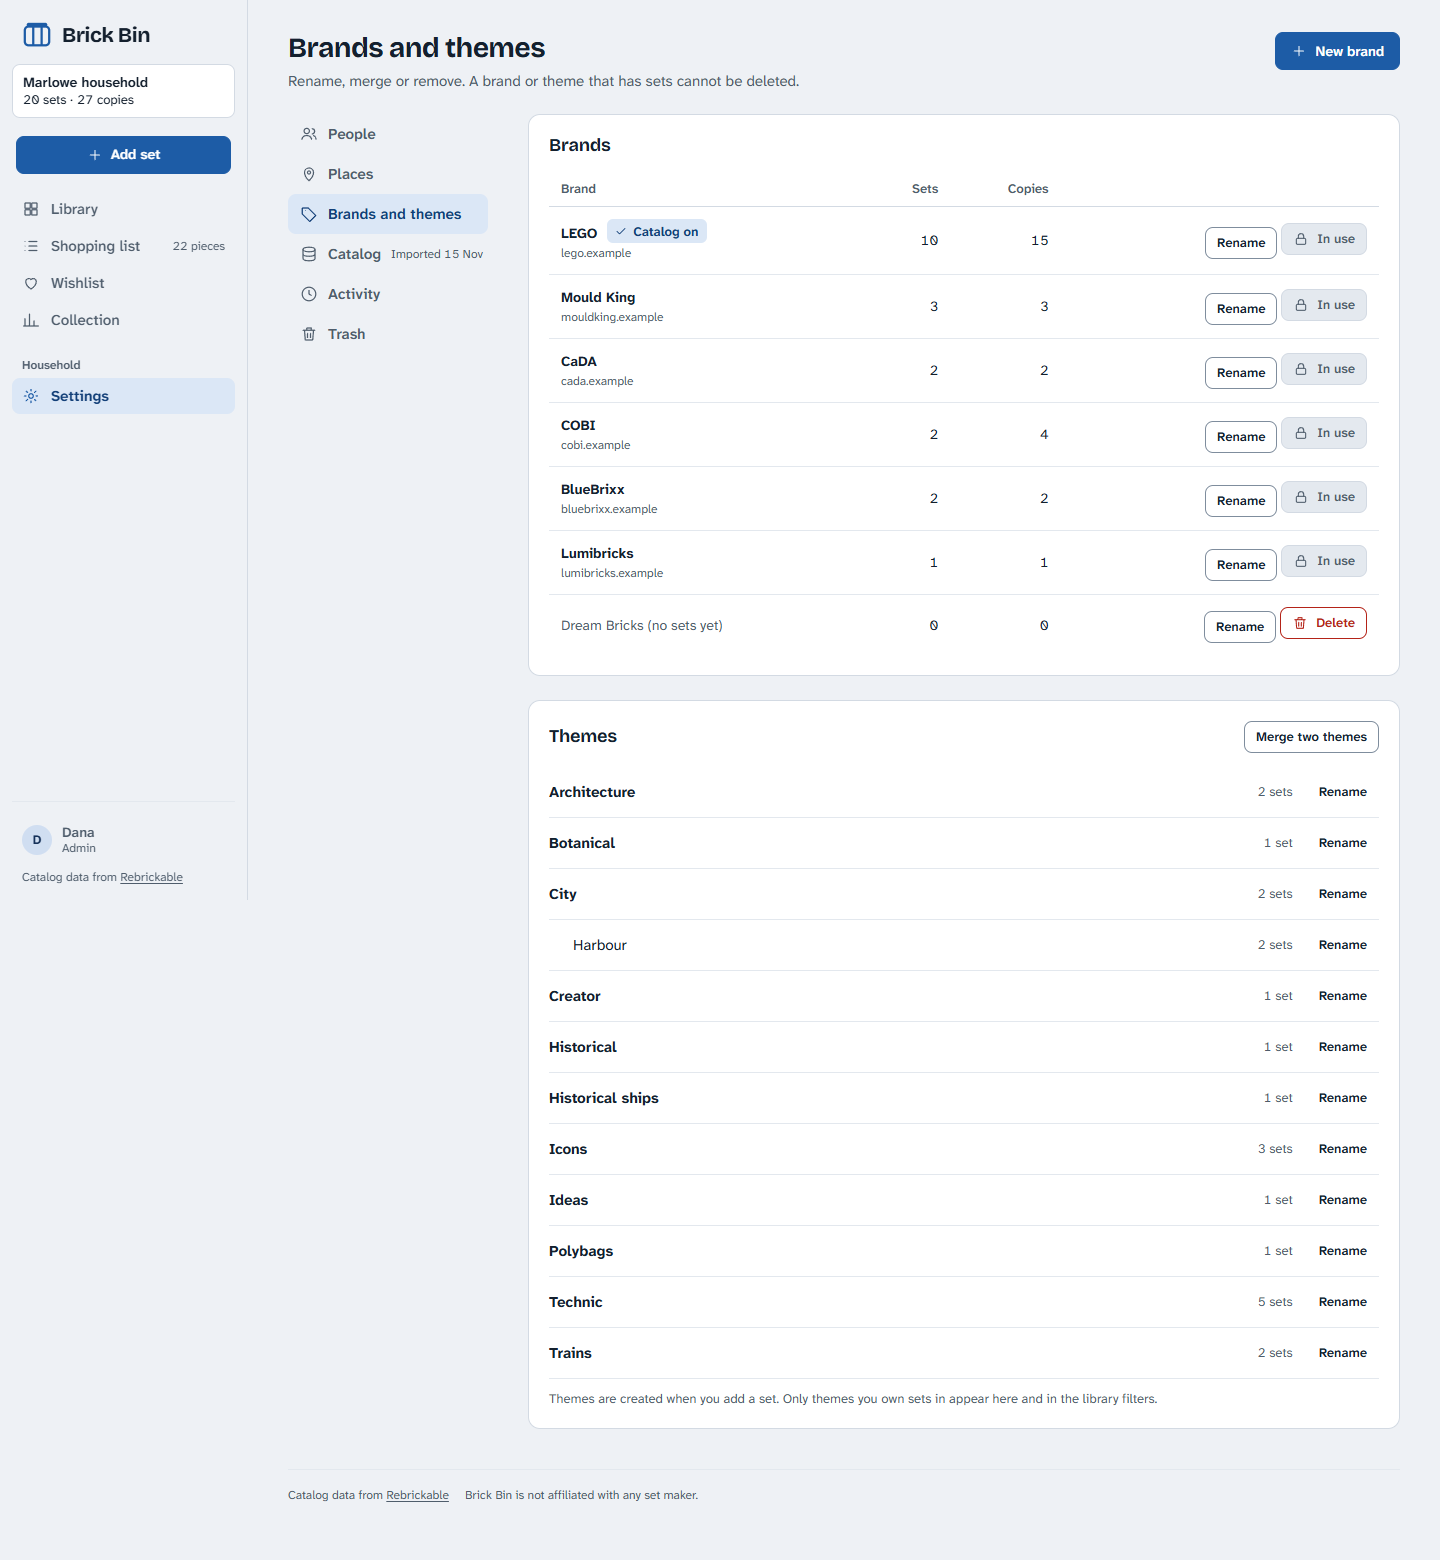 Brick Bin
Marlowe household
20 sets · 27 copies
Add set
Library
Shopping list 22 pieces
Wishlist
Collection
Household
Settings
D
Dana
Admin
Catalog data from Rebrickable
Brands and themes
Rename, merge or remove. A brand or theme that has sets cannot be deleted.
New brand
People
Places
Brands and themes
Catalog Imported 15 Nov
Activity
Trash
Brands
Brand Sets Copies
LEGO Catalog on
lego.example
10 15 Rename In use
Mould King
mouldking.example
3 3 Rename In use
CaDA
cada.example
2 2 Rename In use
COBI
cobi.example
2 4 Rename In use
BlueBrixx
bluebrixx.example
2 2 Rename In use
Lumibricks
lumibricks.example
1 1 Rename In use
Dream Bricks (no sets yet) 0 0 Rename Delete
Themes
Merge two themes
Architecture 2 sets Rename
Botanical 1 set Rename
City 2 sets Rename
Harbour 2 sets Rename
Creator 1 set Rename
Historical 1 set Rename
Historical ships 1 set Rename
Icons 3 sets Rename
Ideas 1 set Rename
Polybags 1 set Rename
Technic 5 sets Rename
Trains 2 sets Rename
Themes are created when you add a set. Only themes you own sets in appear here and in the library filters.
Catalog data from Rebrickable Brick Bin is not affiliated with any set maker.